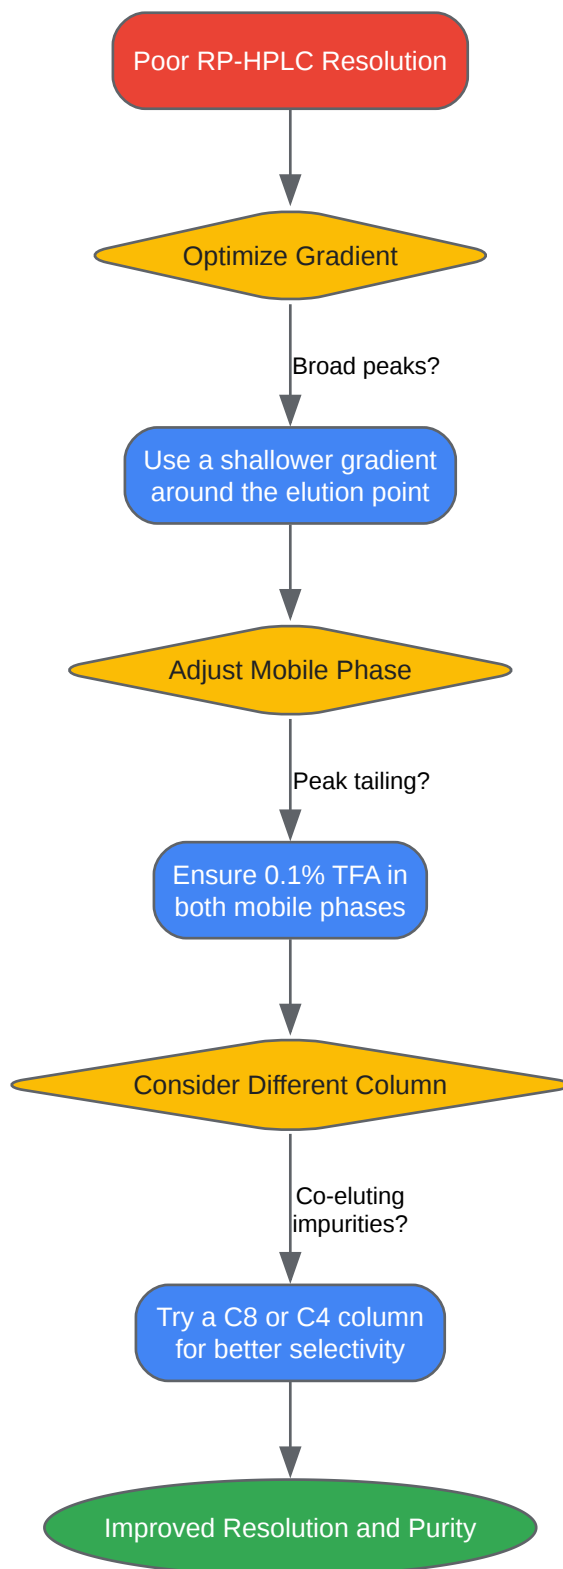 Poor RP-HPLC Resolution
Optimize Gradient
Broad peaks?
Use a shallower gradient
around the elution point
Adjust Mobile Phase
Peak tailing?
Ensure 0.1% TFA in
both mobile phases
Consider Different Column
Co-eluting
impurities?
Try a C8 or C4 column
for better selectivity
Improved Resolution and Purity